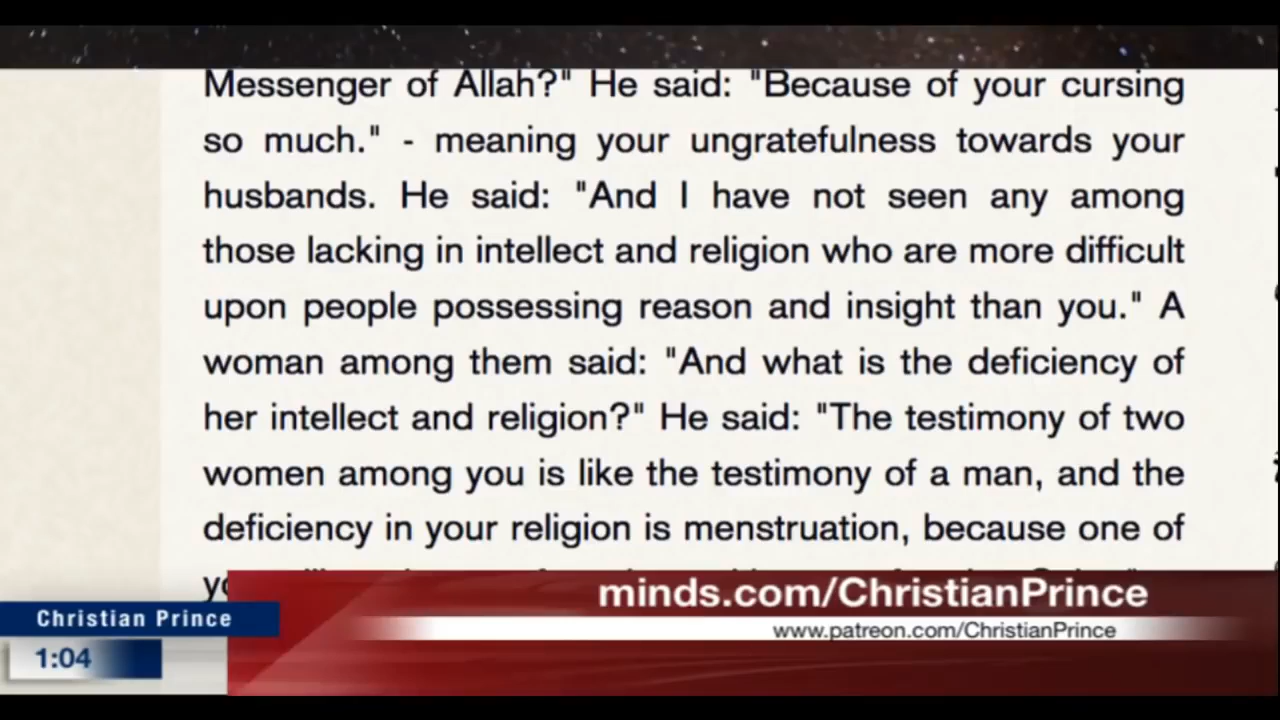 Messenger of Allah?" He said: "Because of your cursing
so much." - meaning your ungratefulness towards your
husbands. He said: "And I have not seen any among
those lacking in intellect and religion who are more difficult
upon people possessing reason and insight than you." A
woman among them said: "And what is the deficiency of
her intellect and religion?" He said: "The testimony of two
women among you is like the testimony of a man, and the
deficiency in your religion is menstruation, because one of
minds.com/ChristianPrince
Christian Prince
www.patreon.com/ChristianPrince
1:04